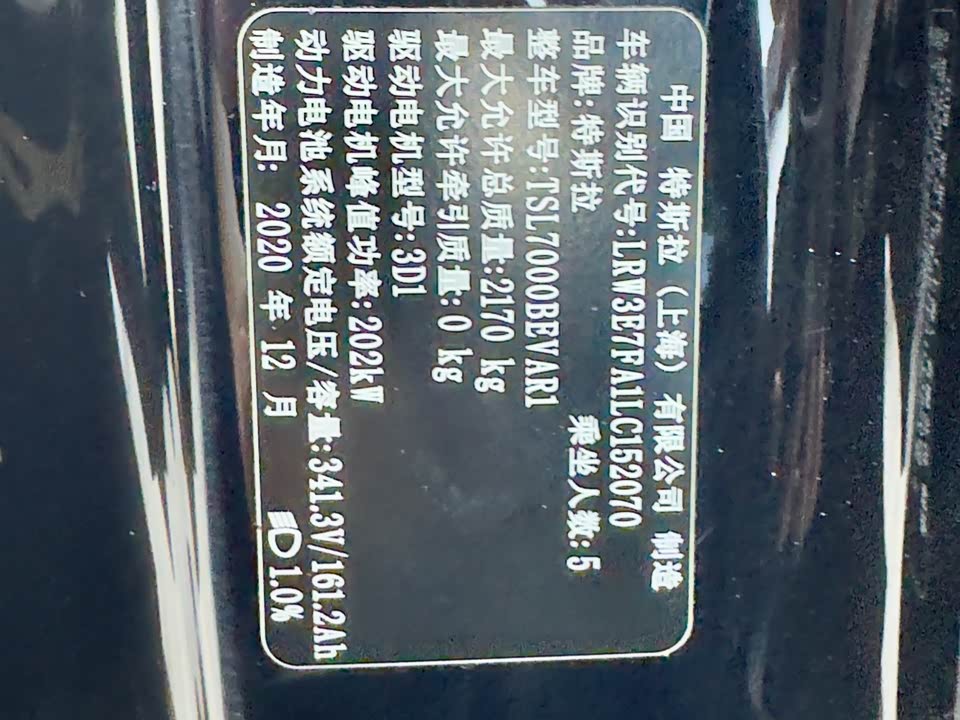 中国 特斯拉（上海）有限公司 制造
车辆识别代号:LRW3E7FA1LC152070
品牌:特斯拉 乘坐人数:5
整车型号:TSL7000BEVAR1
最大允许总质量:2170 kg
最大允许牵引质量:0 kg
驱动电机型号:3D1
驱动电机峰值功率:202kW
动力电池系统额定电压/容量:341.3V/161.2Ah
制造年月: 2020 年 12 月 1.0%